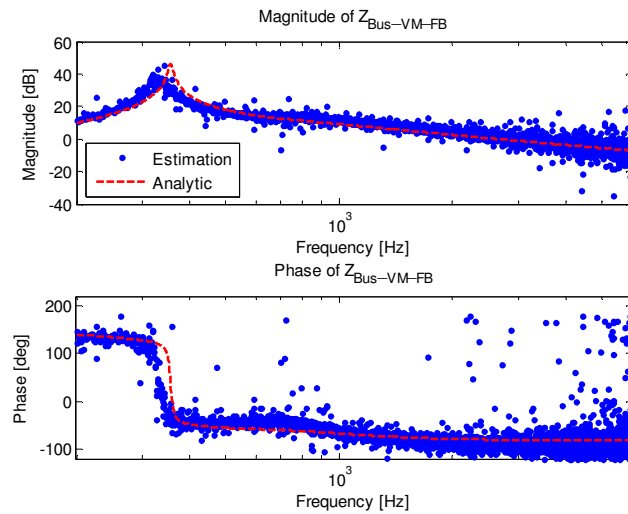 Magnitude of Z_Bus−VM−FB
60
40
20
0
-20
-40
Magnitude [dB]
Estimation
Analytic
10^3
Frequency [Hz]
Phase of Z_Bus−VM−FB
200
100
0
-100
Phase [deg]
10^3
Frequency [Hz]